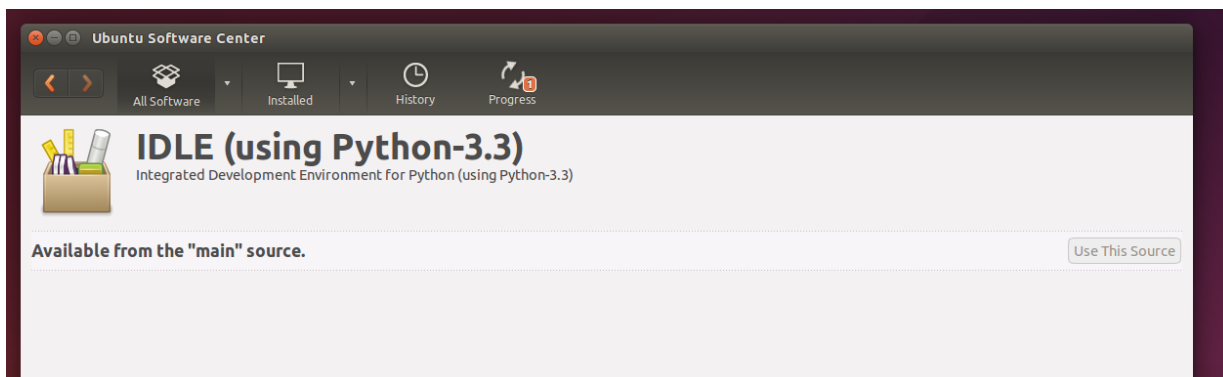 Ubuntu Software Center
All Software
Installed
History
1
Progress
IDLE (using Python-3.3)
Integrated Development Environment for Python (using Python-3.3)
Available from the "main" source.
Use This Source